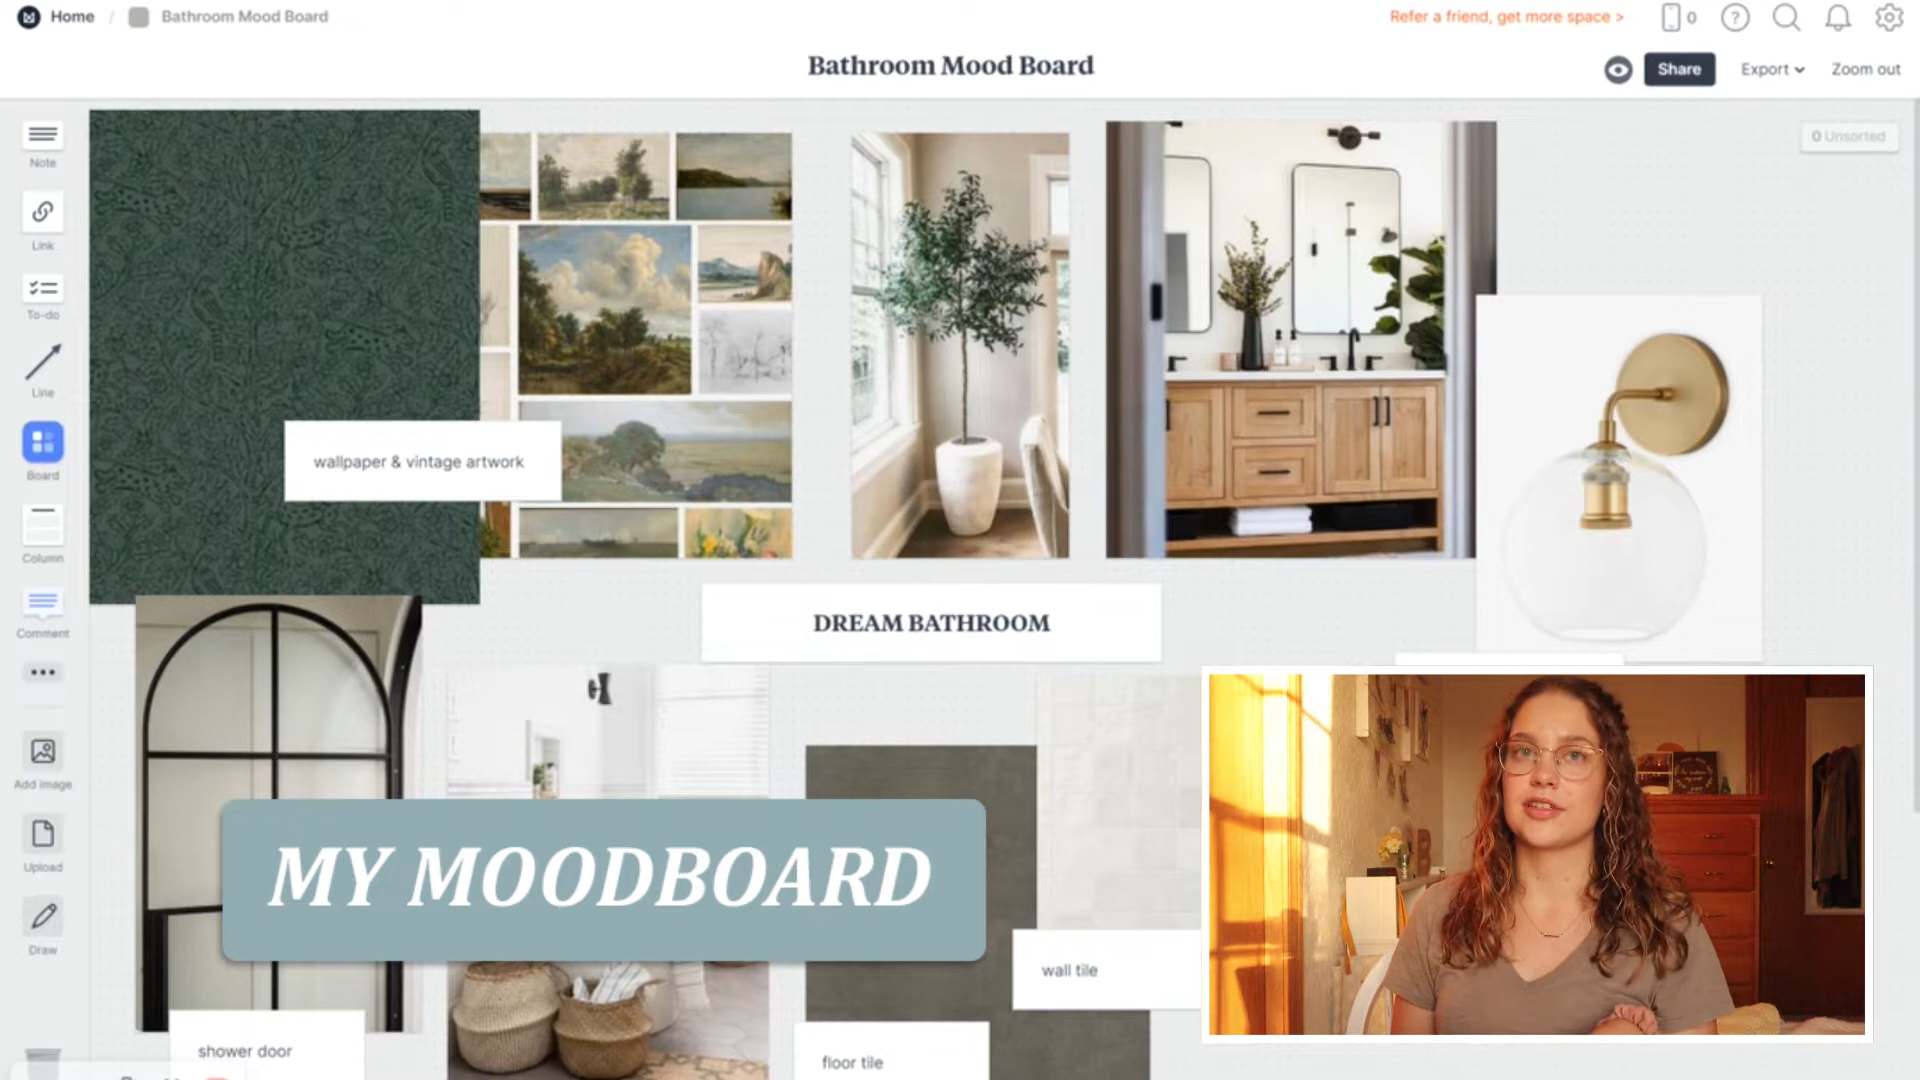 Home / Bathroom Mood Board
Refer a friend, get more space >
0
Bathroom Mood Board
Share
Export
Zoom out
0 Unsorted
Note
Link
To-do
Line
Board
Column
Comment
Add image
Upload
Draw
wallpaper & vintage artwork
DREAM BATHROOM
MY MOODBOARD
wall tile
shower door
floor tile